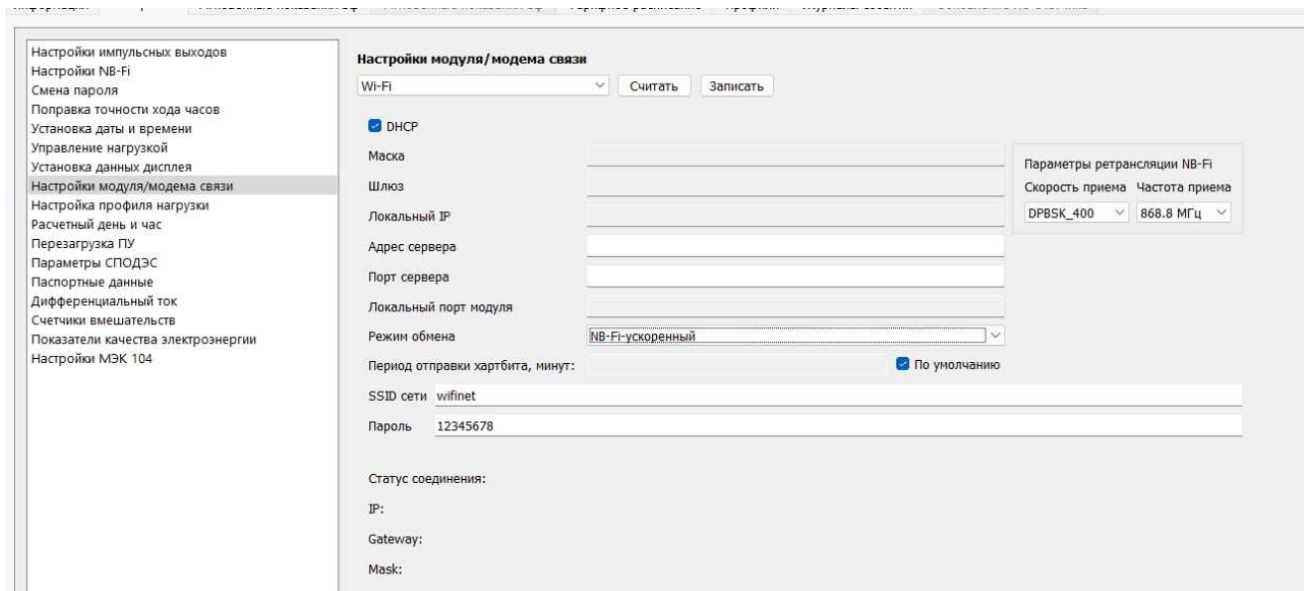 Настройки импульсных выходов
Настройки NB-Fi
Смена пароля
Поправка точности хода часов
Установка даты и времени
Управление нагрузкой
Установка данных дисплея
Настройки модуля/модема связи
Настройка профиля нагрузки
Расчетный день и час
Перезагрузка ПУ
Параметры СПОДЭС
Паспортные данные
Дифференциальный ток
Счетчики вмешательств
Показатели качества электроэнергии
Настройки МЭК 104
Настройки модуля/модема связи
Wi-Fi Считать Записать
DHCP
Маска
Шлюз
Локальный IP
Адрес сервера
Порт сервера
Локальный порт модуля
Режим обмена NB-Fi-ускоренный
Период отправки хартбита, минут: По умолчанию
SSID сети wifinet
Пароль 12345678
Статус соединения:
IP:
Gateway:
Mask:
Параметры ретрансляции NB-Fi
Скорость приема Частота приема
DPBSK_400 868.8 МГц